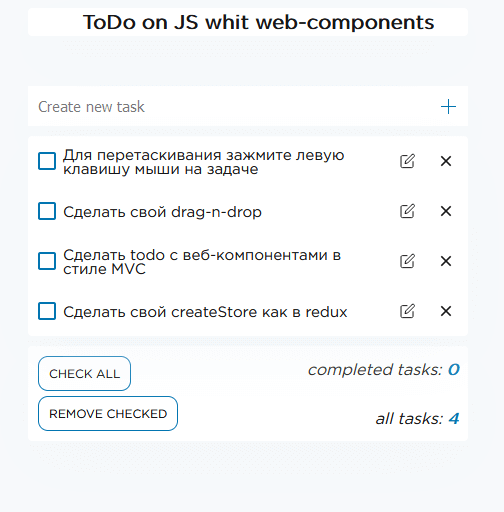 ToDo on JS whit web-components
Create new task
Для перетаскивания зажмите левую
клавишу мыши на задаче
Сделать свой drag-n-drop
Сделать todo с веб-компонентами в
стиле MVC
Сделать свой createStore как в redux
CHECK ALL
completed tasks: 0
REMOVE CHECKED
all tasks: 4